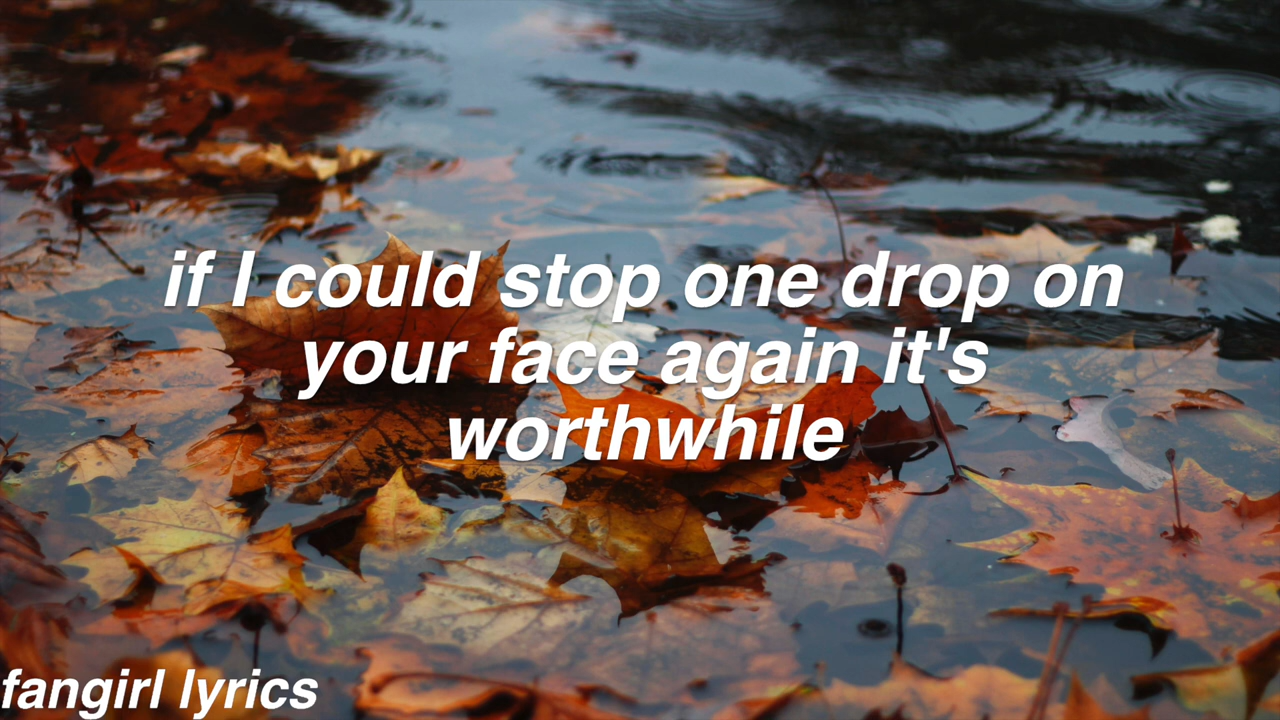 if I could stop one drop on
your face again it's
worthwhile
fangirl lyrics